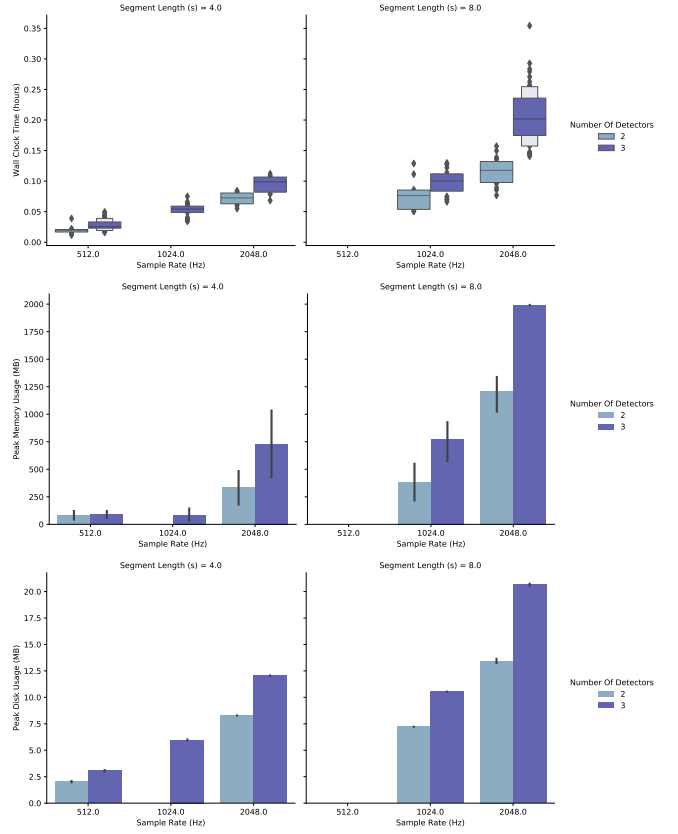 Segment Length (s) = 4.0
Segment Length (s) = 8.0
0.35
0.30
0.25
0.20
0.15
0.10
0.05
0.00
Wall Clock Time (hours)
512.0 1024.0 2048.0
Sample Rate (Hz)
512.0 1024.0 2048.0
Sample Rate (Hz)
Number Of Detectors
2
3
Segment Length (s) = 4.0
Segment Length (s) = 8.0
2000
1750
1500
1250
1000
750
500
250
0
Peak Memory Usage (MB)
512.0 1024.0 2048.0
Sample Rate (Hz)
512.0 1024.0 2048.0
Sample Rate (Hz)
Number Of Detectors
2
3
Segment Length (s) = 4.0
Segment Length (s) = 8.0
20.0
17.5
15.0
12.5
10.0
7.5
5.0
2.5
0.0
Peak Disk Usage (MB)
512.0 1024.0 2048.0
Sample Rate (Hz)
512.0 1024.0 2048.0
Sample Rate (Hz)
Number Of Detectors
2
3